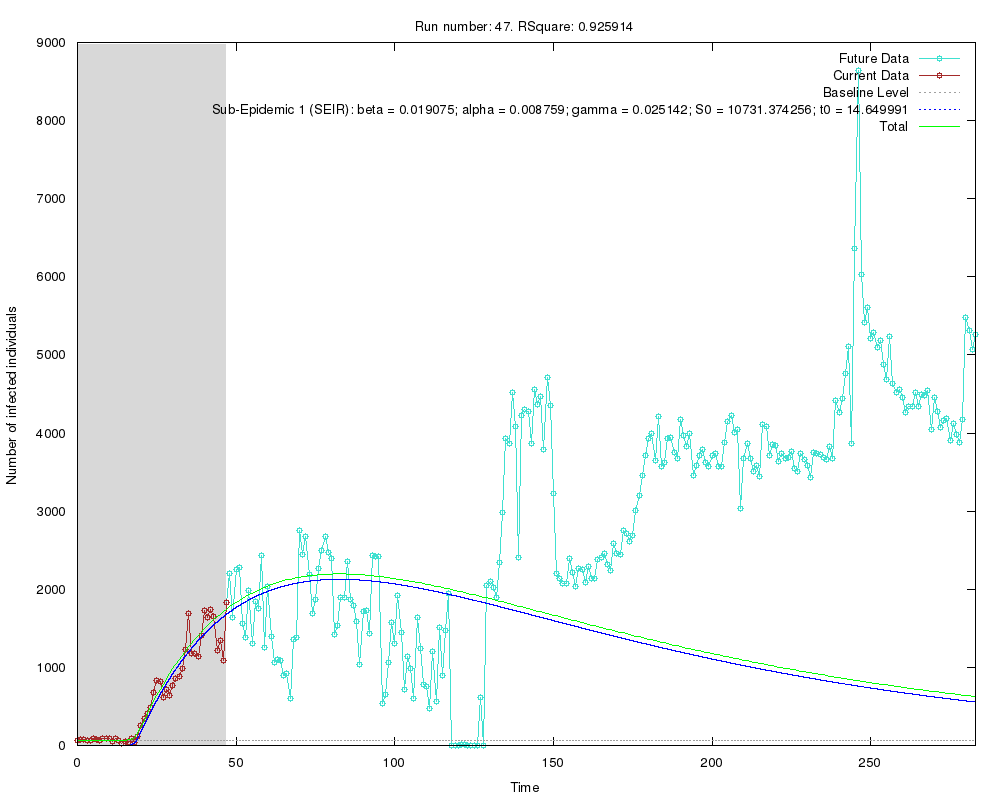 Run number: 47. RSquare: 0.925914
9000
8000
7000
6000
5000
4000
3000
2000
1000
0
Number of infected individuals
Future Data
Current Data
Baseline Level
Sub-Epidemic 1 (SEIR): beta = 0.019075; alpha = 0.008759; gamma = 0.025142; S0 = 10731.374256; t0 = 14.649991
Total
0 50 100 150 200 250
Time